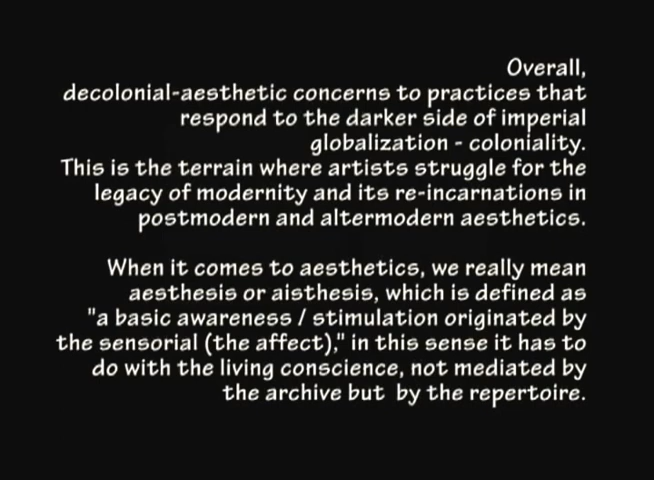 Overall,
decolonial-aesthetic concerns to practices that
respond to the darker side of imperial
globalization - coloniality.
This is the terrain where artists struggle for the
legacy of modernity and its re-incarnations in
postmodern and altermodern aesthetics.
When it comes to aesthetics, we really mean
aesthesis or aisthesis, which is defined as
"a basic awareness / stimulation originated by
the sensorial (the affect)," in this sense it has to
do with the living conscience, not mediated by
the archive but  by the repertoire.